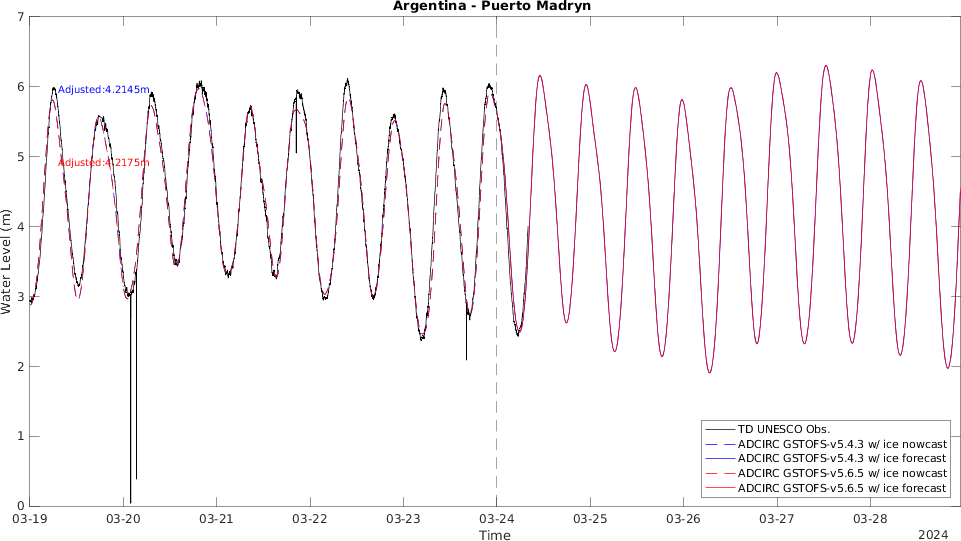 Argentina - Puerto Madryn
7
6
5
4
3
2
1
0
Water Level (m)
Adjusted:4.2145m
Adjusted:4.2175m
TD UNESCO Obs.
ADCIRC GSTOFS-v5.4.3 w/ ice nowcast
ADCIRC GSTOFS-v5.4.3 w/ ice forecast
ADCIRC GSTOFS-v5.6.5 w/ ice nowcast
ADCIRC GSTOFS-v5.6.5 w/ ice forecast
03-19 03-20 03-21 03-22 03-23 03-24 03-25 03-26 03-27 03-28
Time
2024